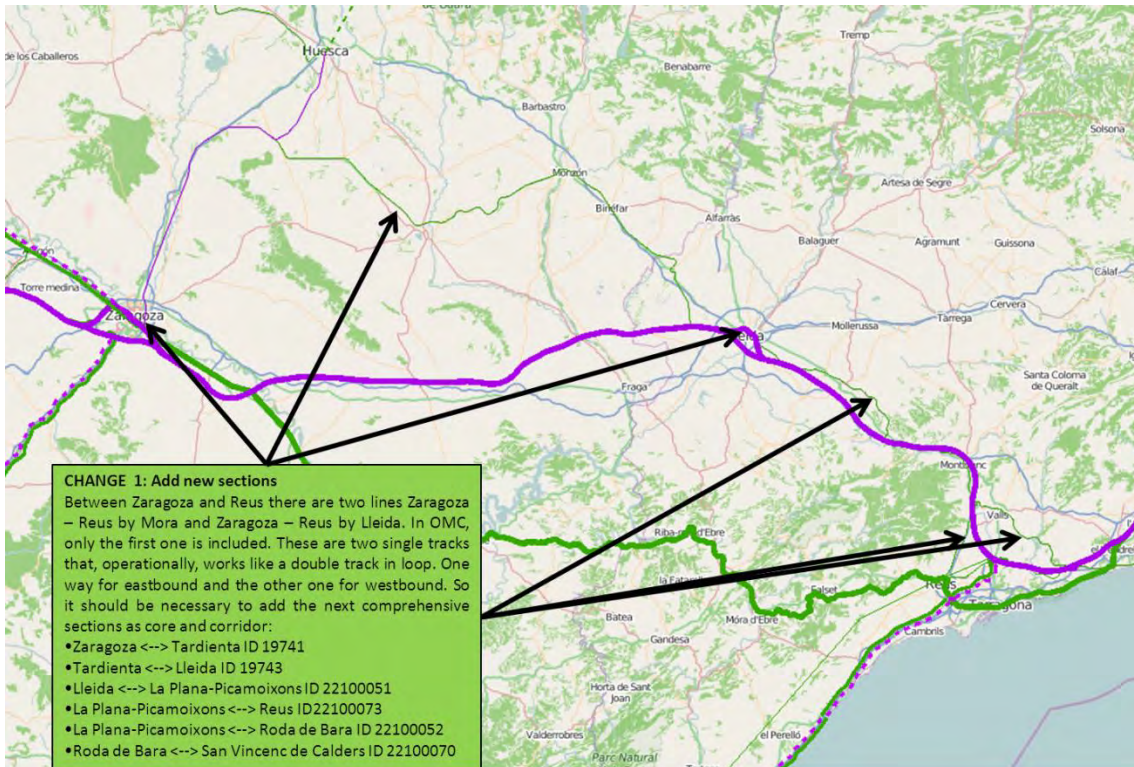 Huesca
de los Caballeros
Tremp
Benabarre
Barbastro
Solsona
Monzón
Artesa de Segre
Binéfar
Alfarràs
Balaguer
Agramunt
Guissona
Calaf
Torre medina
Zaragoza
Cervera
Tàrrega
Mollerussa
Fraga
Santa Coloma
de Queralt
Valls
Falset
Reus
Tarragona
Cambrils
Batea
Móra d'Ebre
Gandesa
Horta de Sant
Joan
Valderrobres
el Perelló
Parc Natural
CHANGE 1: Add new sections
Between Zaragoza and Reus there are two lines Zaragoza
– Reus by Mora and Zaragoza – Reus by Lleida. In OMC,
only the first one is included. These are two single tracks
that, operationally, works like a double track in loop. One
way for eastbound and the other one for westbound. So
it should be necessary to add the next comprehensive
sections as core and corridor:
•Zaragoza <--> Tardienta ID 19741
•Tardienta <--> Lleida ID 19743
•Lleida <--> La Plana-Picamoixons ID 22100051
•La Plana-Picamoixons <--> Reus ID22100073
•La Plana-Picamoixons <--> Roda de Bara ID 22100052
•Roda de Bara <--> San Vincenc de Calders ID 22100070